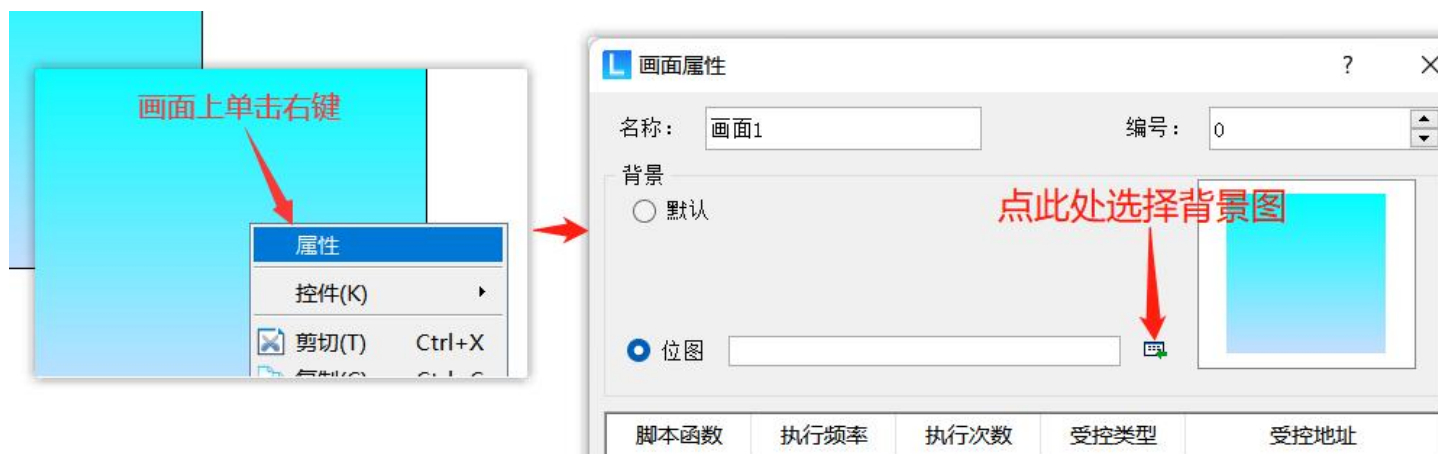 画面上单击右键
属性
控件(K)
剪切(T) Ctrl+X
复制(C) Ctrl+C
L 画面属性 ? ×
名称： 画面1 编号： 0
背景
默认
点此处选择背景图
位图
脚本函数 执行频率 执行次数 受控类型 受控地址